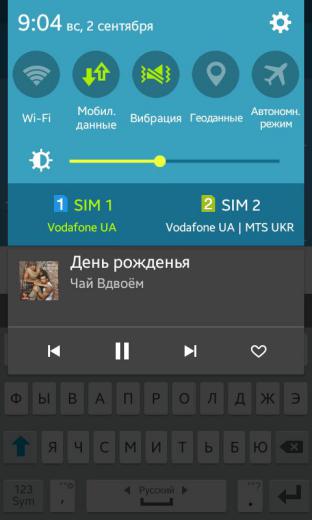 9:04 вс, 2 сентября
Wi-Fi
Мобил.
данные
Вибрация
Геоданные
Автономн.
режим
1 SIM 1
Vodafone UA
2 SIM 2
Vodafone UA | MTS UKR
День рожденья
Чай Вдвоём
Ф Ы В А П Р О Л Д Ж Э
Я Ч С М И Т Ь Б Ю
123
Sym
,
Русский
.